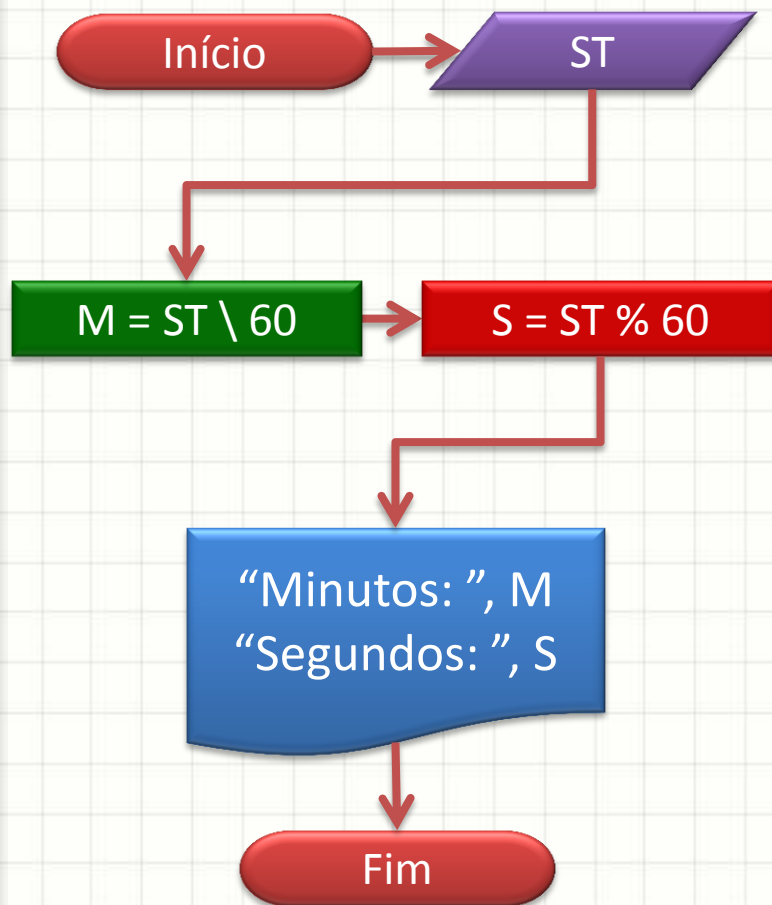 Início
ST
M = ST \ 60
S = ST % 60
“Minutos: ”, M
“Segundos: ”, S
Fim